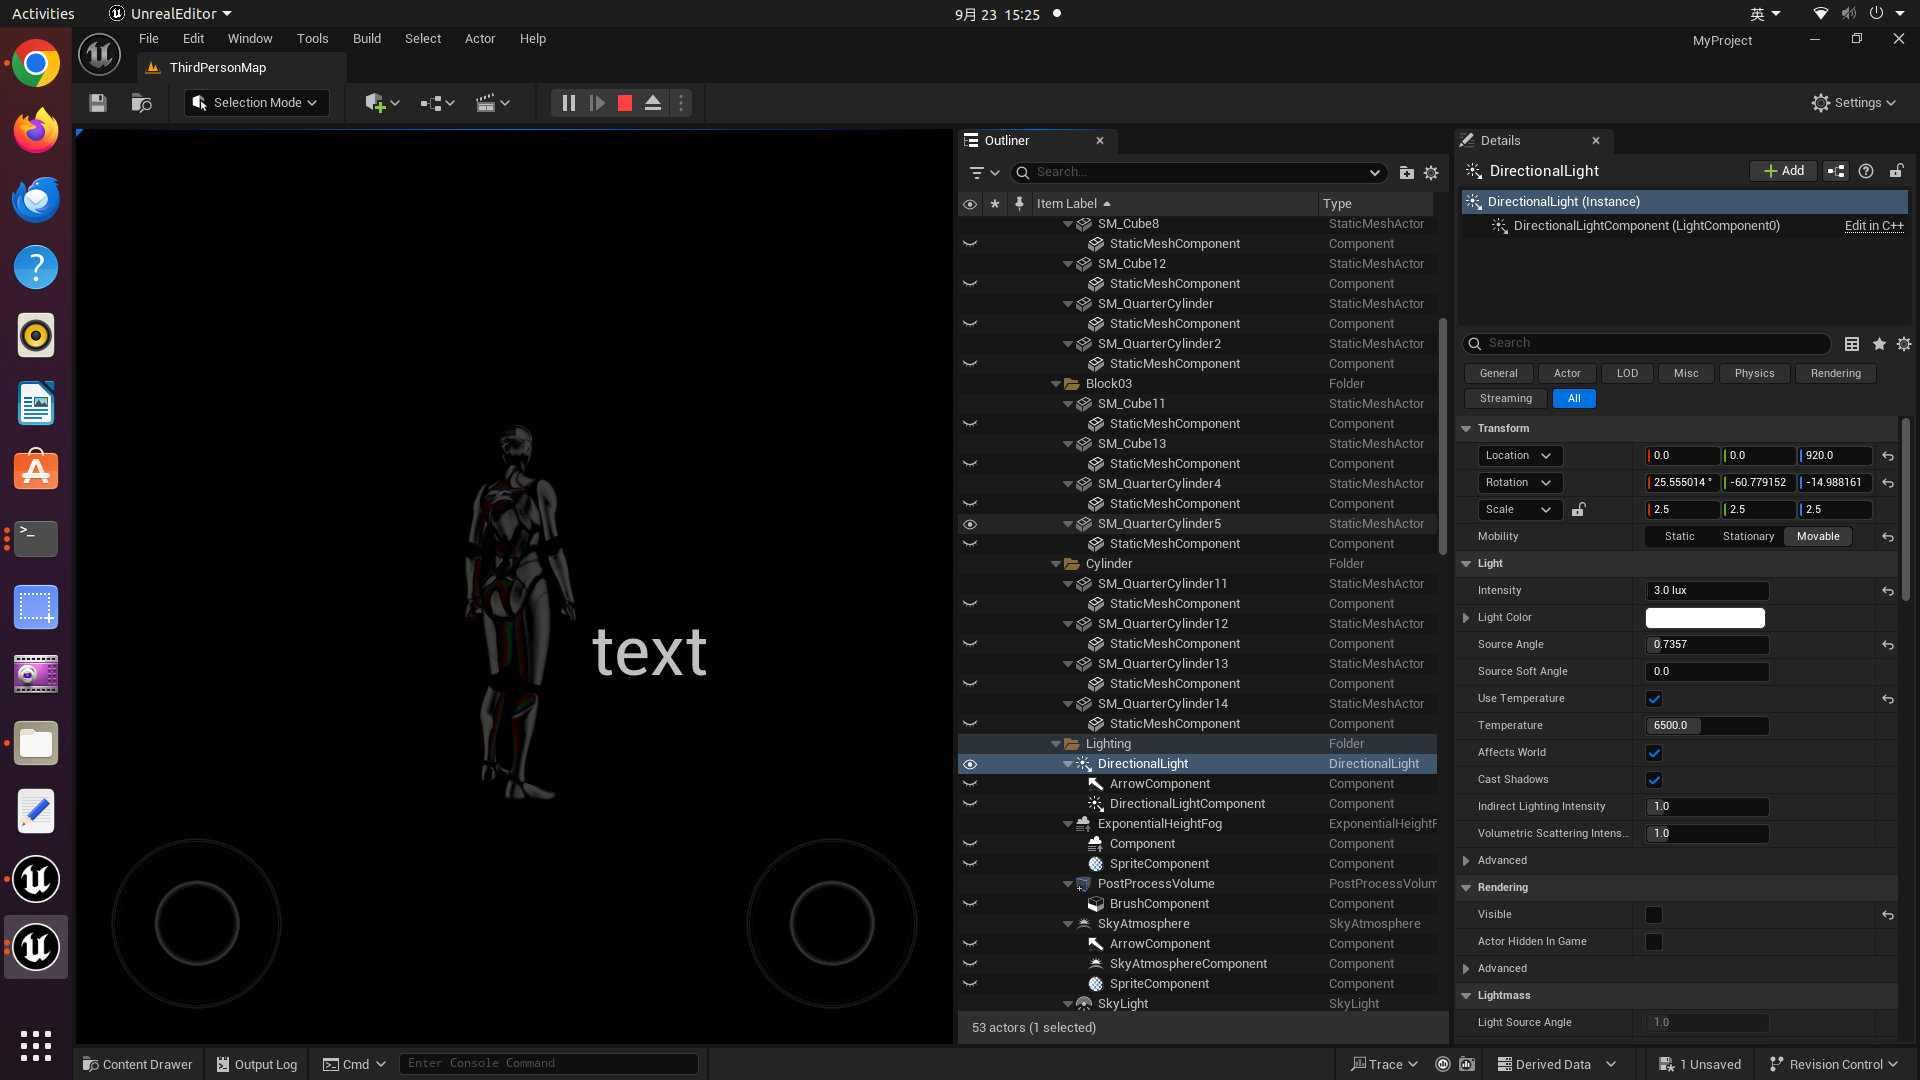 Activities
UnrealEditor
9月 23 15:25
英
File Edit Window Tools Build Select Actor Help
MyProject
ThirdPersonMap
Selection Mode
Settings
text
Outliner
Search...
Item Label Type
SM_Cube8 StaticMeshActor
StaticMeshComponent Component
SM_Cube12 StaticMeshActor
StaticMeshComponent Component
SM_QuarterCylinder StaticMeshActor
StaticMeshComponent Component
SM_QuarterCylinder2 StaticMeshActor
StaticMeshComponent Component
Block03 Folder
SM_Cube11 StaticMeshActor
StaticMeshComponent Component
SM_Cube13 StaticMeshActor
StaticMeshComponent Component
SM_QuarterCylinder4 StaticMeshActor
StaticMeshComponent Component
SM_QuarterCylinder5 StaticMeshActor
StaticMeshComponent Component
Cylinder Folder
SM_QuarterCylinder11 StaticMeshActor
StaticMeshComponent Component
SM_QuarterCylinder12 StaticMeshActor
StaticMeshComponent Component
SM_QuarterCylinder13 StaticMeshActor
StaticMeshComponent Component
SM_QuarterCylinder14 StaticMeshActor
StaticMeshComponent Component
Lighting Folder
DirectionalLight DirectionalLight
ArrowComponent Component
DirectionalLightComponent Component
ExponentialHeightFog ExponentialHeightF
Component Component
SpriteComponent Component
PostProcessVolume PostProcessVolum
BrushComponent Component
SkyAtmosphere SkyAtmosphere
ArrowComponent Component
SkyAtmosphereComponent Component
SpriteComponent Component
SkyLight SkyLight
53 actors (1 selected)
Details
DirectionalLight
Add
DirectionalLight (Instance)
DirectionalLightComponent (LightComponent0) Edit in C++
Search
General Actor LOD Misc Physics Rendering
Streaming All
Transform
Location 0.0 0.0 920.0
Rotation 25.555014 ° -60.779152 -14.988161
Scale 2.5 2.5 2.5
Mobility Static Stationary Movable
Light
Intensity 3.0 lux
Light Color
Source Angle 0.7357
Source Soft Angle 0.0
Use Temperature
Temperature 6500.0
Affects World
Cast Shadows
Indirect Lighting Intensity 1.0
Volumetric Scattering Intens... 1.0
Advanced
Rendering
Visible
Actor Hidden In Game
Advanced
Lightmass
Light Source Angle 1.0
Content Drawer Output Log Cmd Enter Console Command
Trace Derived Data 1 Unsaved Revision Control